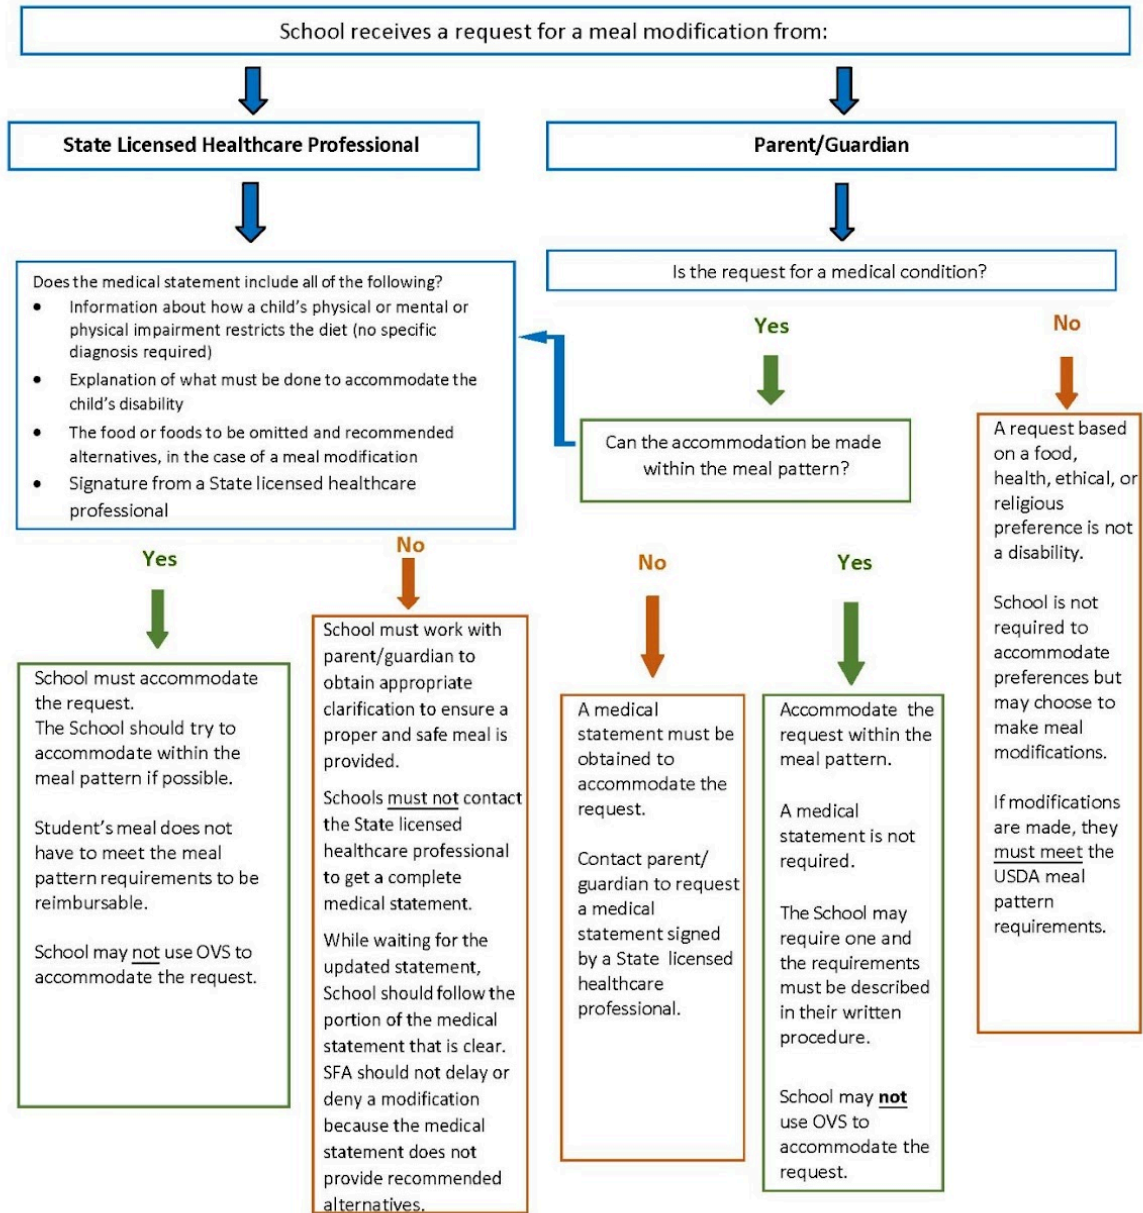 School receives a request for a meal modification from:
State Licensed Healthcare Professional
Parent/Guardian
Does the medical statement include all of the following?
• Information about how a child's physical or mental or
physical impairment restricts the diet (no specific
diagnosis required)
• Explanation of what must be done to accommodate the
child's disability
• The food or foods to be omitted and recommended
alternatives, in the case of a meal modification
• Signature from a State licensed healthcare
professional
Is the request for a medical condition?
Yes
No
Can the accommodation be made
within the meal pattern?
A request based
on a food,
health, ethical, or
religious
preference is not
a disability.
School is not
required to
accommodate
preferences but
may choose to
make meal
modifications.
If modifications
are made, they
must meet the
USDA meal
pattern
requirements.
Yes
No
No
Yes
School must accommodate
the request.
The School should try to
accommodate within the
meal pattern if possible.
Student's meal does not
have to meet the meal
pattern requirements to be
reimbursable.
School may not use OVS to
accommodate the request.
School must work with
parent/guardian to
obtain appropriate
clarification to ensure a
proper and safe meal is
provided.
Schools must not contact
the State licensed
healthcare professional
to get a complete
medical statement.
While waiting for the
updated statement,
School should follow the
portion of the medical
statement that is clear.
SFA should not delay or
deny a modification
because the medical
statement does not
provide recommended
alternatives.
A medical
statement must be
obtained to
accommodate the
request.
Contact parent/
guardian to request
a medical
statement signed
by a State licensed
healthcare
professional.
Accommodate the
request within the
meal pattern.
A medical
statement is not
required.
The School may
require one and
the requirements
must be described
in their written
procedure.
School may not
use OVS to
accommodate the
request.